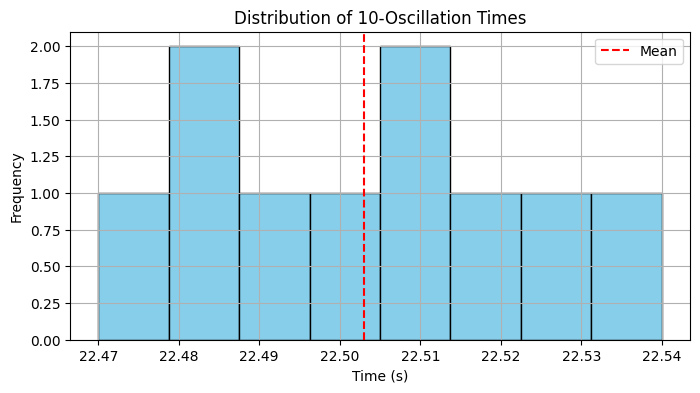 Distribution of 10-Oscillation Times
Mean
Frequency
2.00
1.75
1.50
1.25
1.00
0.75
0.50
0.25
0.00
22.47 22.48 22.49 22.50 22.51 22.52 22.53 22.54
Time (s)